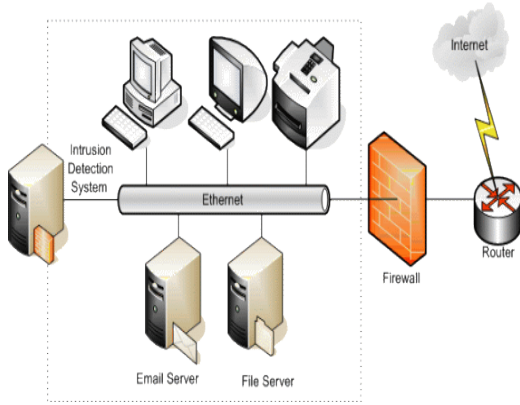 Internet
Intrusion
Detection
System
Ethernet
Router
Firewall
Email Server
File Server